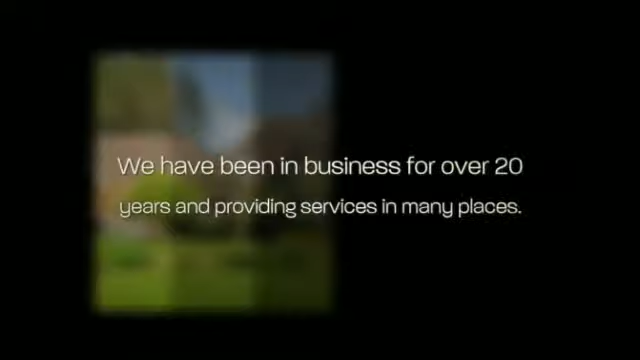 We have been in business for over 20
years and providing services in many places.